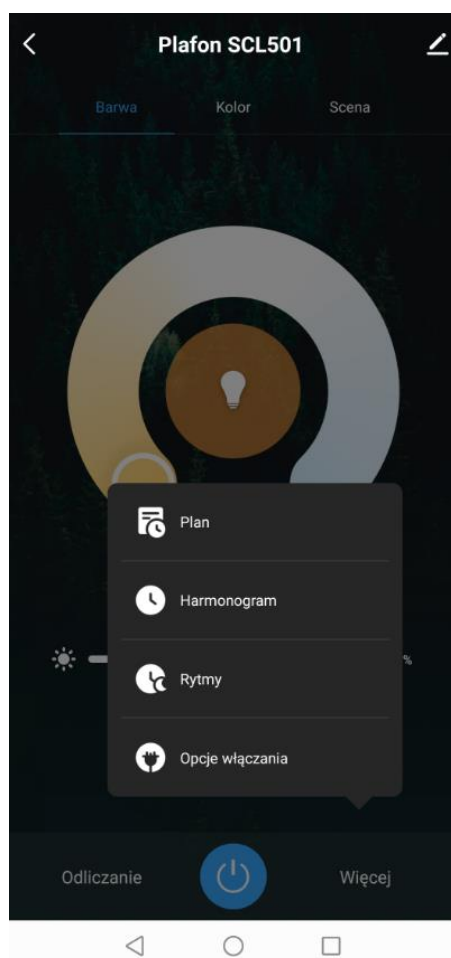 Plafon SCL501
Barwa Kolor Scena
Plan
Harmonogram
%
Rytmy
Opcje włączania
Odliczanie Więcej